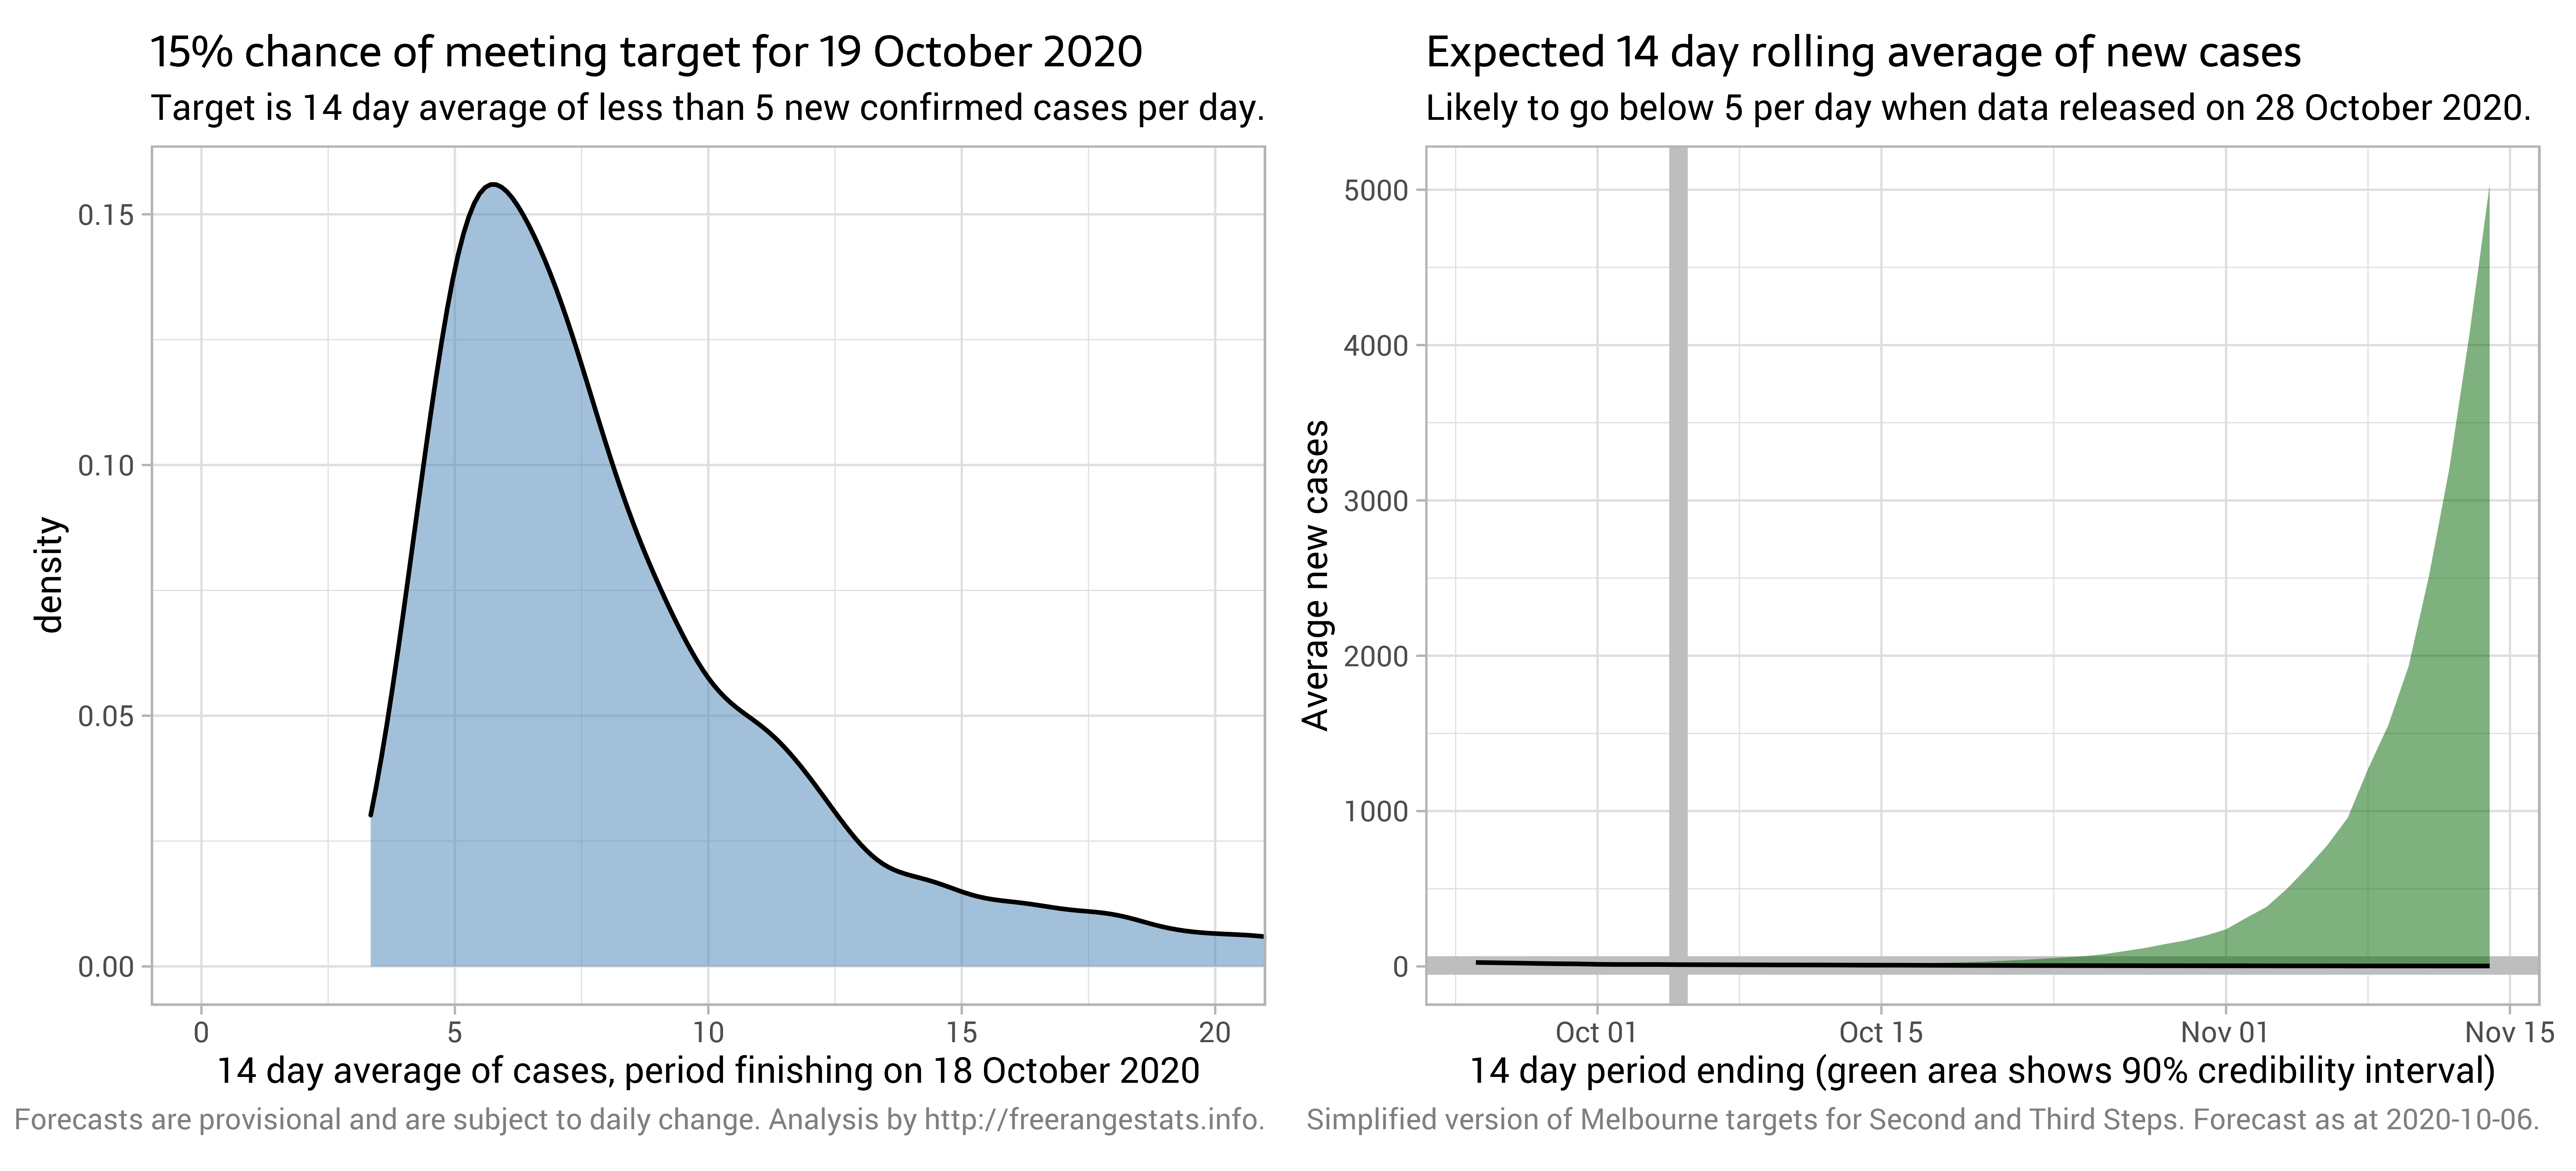 15% chance of meeting target for 19 October 2020
Target is 14 day average of less than 5 new confirmed cases per day.
0.15
0.10
0.05
0.00
density
0
5
10
15
20
14 day average of cases, period finishing on 18 October 2020
Forecasts are provisional and are subject to daily change. Analysis by http://freerangestats.info.
Expected 14 day rolling average of new cases
Likely to go below 5 per day when data released on 28 October 2020.
5000
4000
3000
2000
1000
0
Average new cases
Oct 01
Oct 15
Nov 01
Nov 15
14 day period ending (green area shows 90% credibility interval)
Simplified version of Melbourne targets for Second and Third Steps. Forecast as at 2020-10-06.